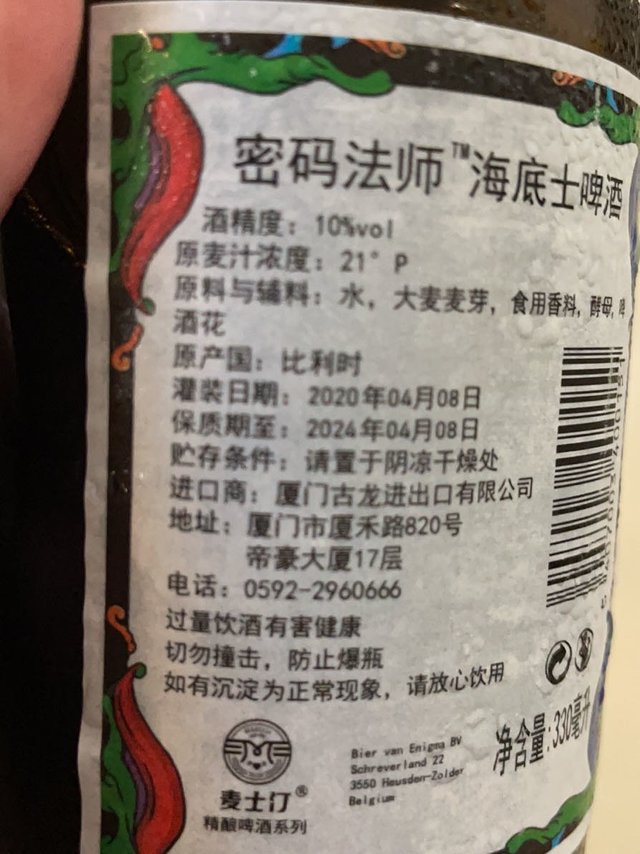 密码法师™海底士啤酒
酒精度：10%vol
原麦汁浓度：21°P
原料与辅料：水，大麦麦芽，食用香料，酵母，啤
酒花
原产国：比利时
灌装日期：2020年04月08日
保质期至：2024年04月08日
贮存条件：请置于阴凉干燥处
进口商：厦门古龙进出口有限公司
地址：厦门市厦禾路820号
帝豪大厦17层
电话：0592-2960666
过量饮酒有害健康
切勿撞击，防止爆瓶
如有沉淀为正常现象，请放心饮用
净含量：330毫升
麦士汀®
精酿啤酒系列
Bier van Enigma BV
Schreverland 22
3550 Heusden-Zolder
Belgium